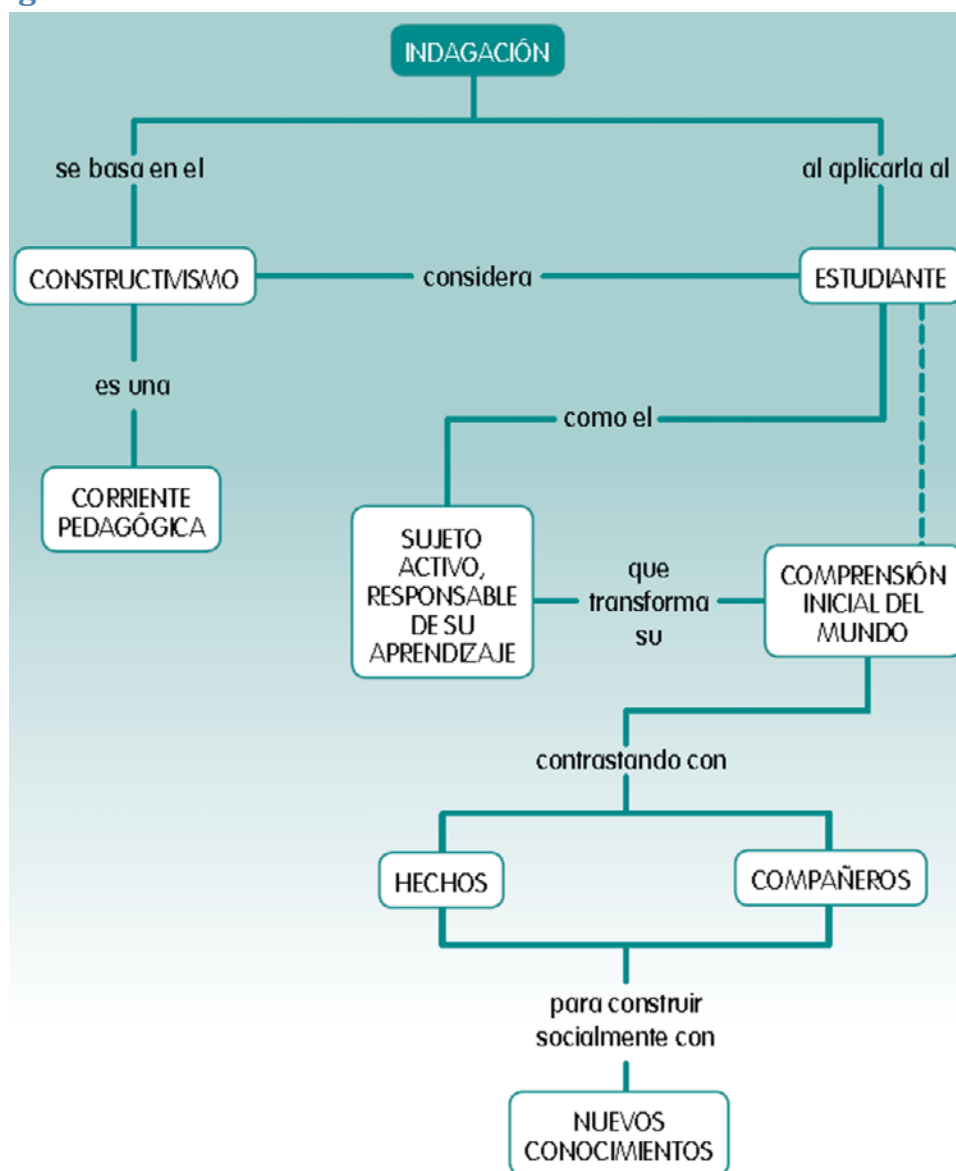 INDAGACIÓN
se basa en el
al aplicarla al
CONSTRUCTIVISMO
considera
ESTUDIANTE
es una
como el
CORRIENTE
PEDAGÓGICA
SUJETO
ACTIVO,
RESPONSABLE
DE SU
APRENDIZAJE
que
transforma
su
COMPRENSIÓN
INICIAL DEL
MUNDO
contrastando con
HECHOS
COMPAÑEROS
para construir
socialmente con
NUEVOS
CONOCIMIENTOS